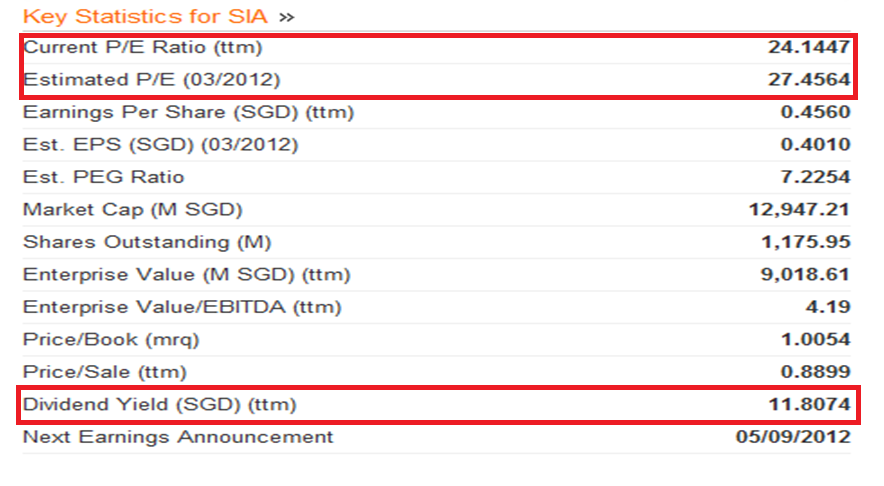 Key Statistics for SIA »
Current P/E Ratio (ttm) 24.1447
Estimated P/E (03/2012) 27.4564
Earnings Per Share (SGD) (ttm) 0.4560
Est. EPS (SGD) (03/2012) 0.4010
Est. PEG Ratio 7.2254
Market Cap (M SGD) 12,947.21
Shares Outstanding (M) 1,175.95
Enterprise Value (M SGD) (ttm) 9,018.61
Enterprise Value/EBITDA (ttm) 4.19
Price/Book (mrq) 1.0054
Price/Sale (ttm) 0.8899
Dividend Yield (SGD) (ttm) 11.8074
Next Earnings Announcement 05/09/2012